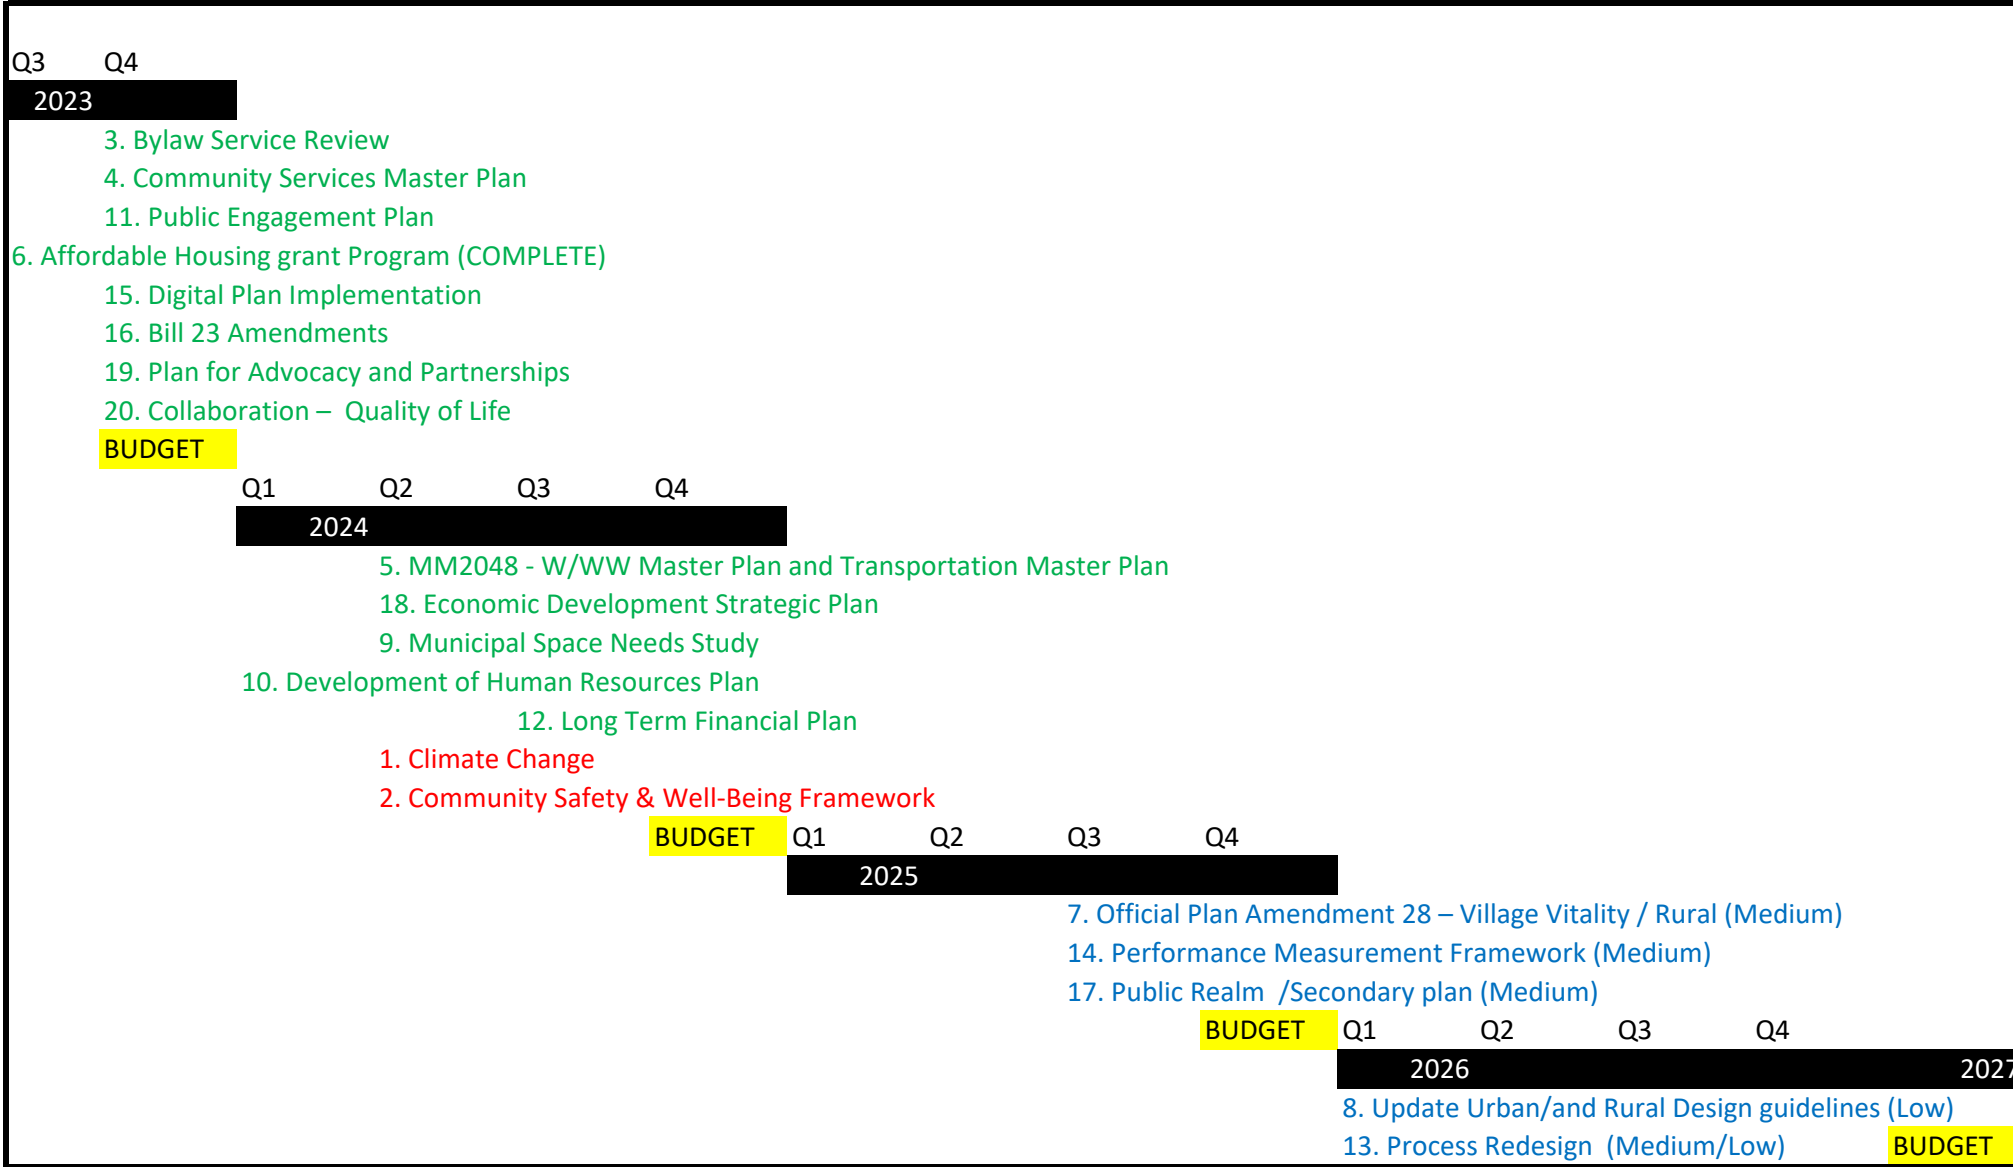 Q3 Q4
2023
3. Bylaw Service Review
4. Community Services Master Plan
11. Public Engagement Plan
6. Affordable Housing grant Program (COMPLETE)
15. Digital Plan Implementation
16. Bill 23 Amendments
19. Plan for Advocacy and Partnerships
20. Collaboration – Quality of Life
BUDGET
Q1 Q2 Q3 Q4
2024
5. MM2048 - W/WW Master Plan and Transportation Master Plan
18. Economic Development Strategic Plan
9. Municipal Space Needs Study
10. Development of Human Resources Plan
12. Long Term Financial Plan
1. Climate Change
2. Community Safety & Well-Being Framework
BUDGET Q1 Q2 Q3 Q4
2025
7. Official Plan Amendment 28 – Village Vitality / Rural (Medium)
14. Performance Measurement Framework (Medium)
17. Public Realm /Secondary plan (Medium)
BUDGET Q1 Q2 Q3 Q4
2026 2027
8. Update Urban/and Rural Design guidelines (Low)
13. Process Redesign (Medium/Low) BUDGET